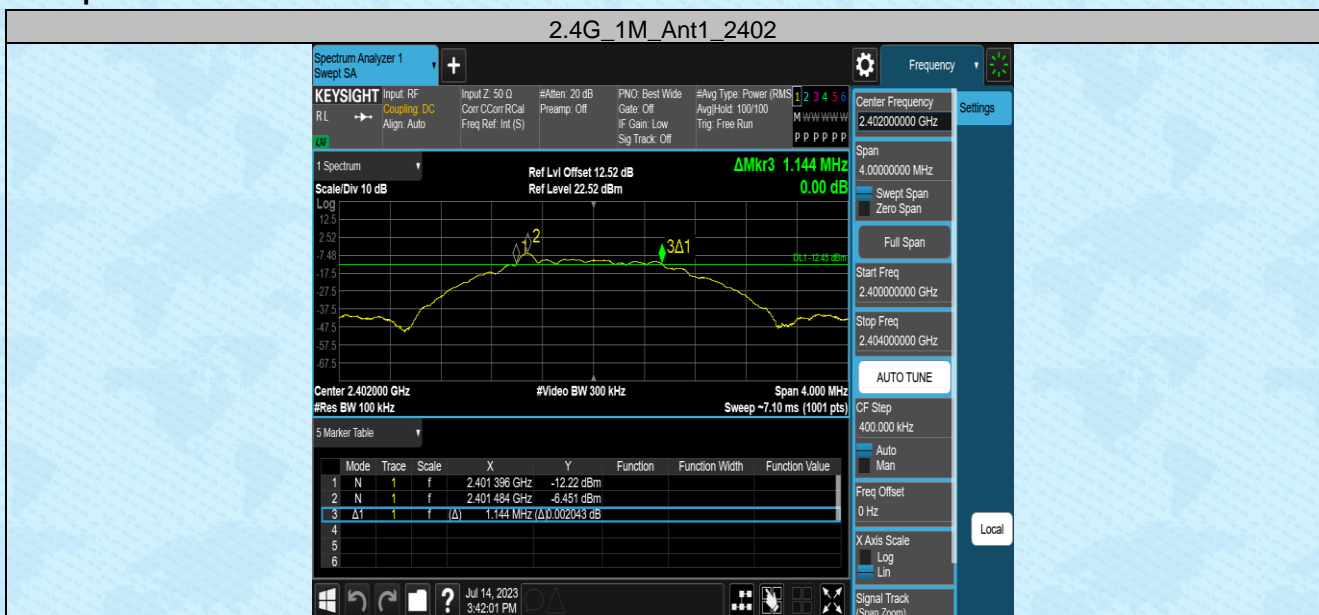 2.4G_1M_Ant1_2402
Spectrum Analyzer 1
Swept SA
+
Frequency
KEYSIGHT
Input: RF
Input Z: 50 Ω
#Atten: 20 dB
PNO: Best Wide
#Avg Type: Power (RMS
1 2 3 4 5 6
RL
Coupling: DC
Corr CCorr RCal
Preamp: Off
Gate: Off
Avg|Hold: 100/100
M W W W W W
Align: Auto
Freq Ref: Int (S)
IF Gain: Low
Trig: Free Run
Sig Track: Off
P P P P P P
LXI
Center Frequency
2.402000000 GHz
Settings
1 Spectrum
Ref Lvl Offset 12.52 dB
ΔMkr3 1.144 MHz
Scale/Div 10 dB
Ref Level 22.52 dBm
0.00 dB
Log
12.5
2.52
-7.48
-17.5
-27.5
-37.5
-47.5
-57.5
-67.5
1
2
3Δ1
DL1 -12.45 dBm
Center 2.402000 GHz
#Video BW 300 kHz
Span 4.000 MHz
#Res BW 100 kHz
Sweep ~7.10 ms (1001 pts)
Span
4.00000000 MHz
Swept Span
Zero Span
Full Span
Start Freq
2.400000000 GHz
Stop Freq
2.404000000 GHz
AUTO TUNE
CF Step
400.000 kHz
Auto
Man
Freq Offset
0 Hz
X Axis Scale
Log
Lin
Signal Track
(Span Zoom)
Local
5 Marker Table
Mode Trace Scale X Y Function Function Width Function Value
1 N 1 f 2.401 396 GHz -12.22 dBm
2 N 1 f 2.401 484 GHz -6.451 dBm
3 Δ1 1 f (Δ) 1.144 MHz (Δ) 0.002043 dB
4
5
6
?
Jul 14, 2023
3:42:01 PM